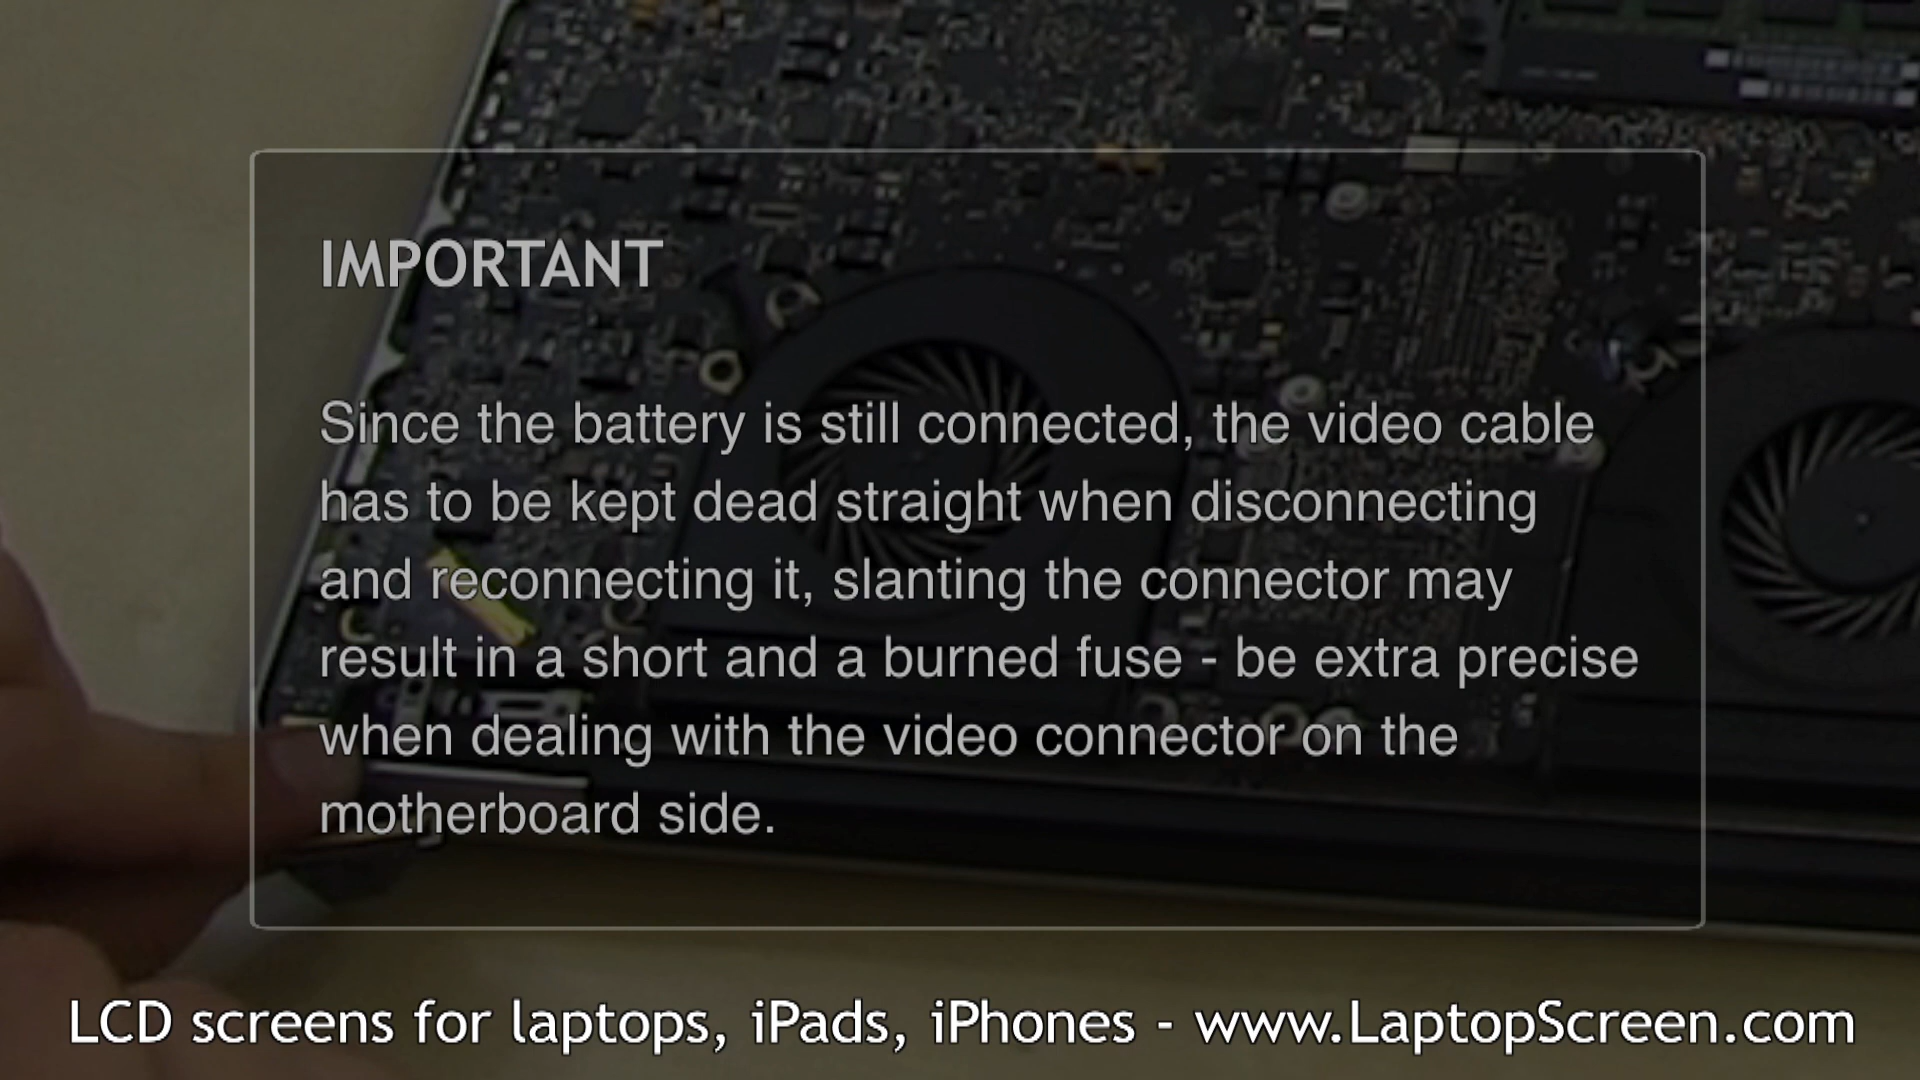 IMPORTANT
Since the battery is still connected, the video cable
has to be kept dead straight when disconnecting
and reconnecting it, slanting the connector may
result in a short and a burned fuse - be extra precise
when dealing with the video connector on the
motherboard side.
LCD screens for laptops, iPads, iPhones - www.LaptopScreen.com